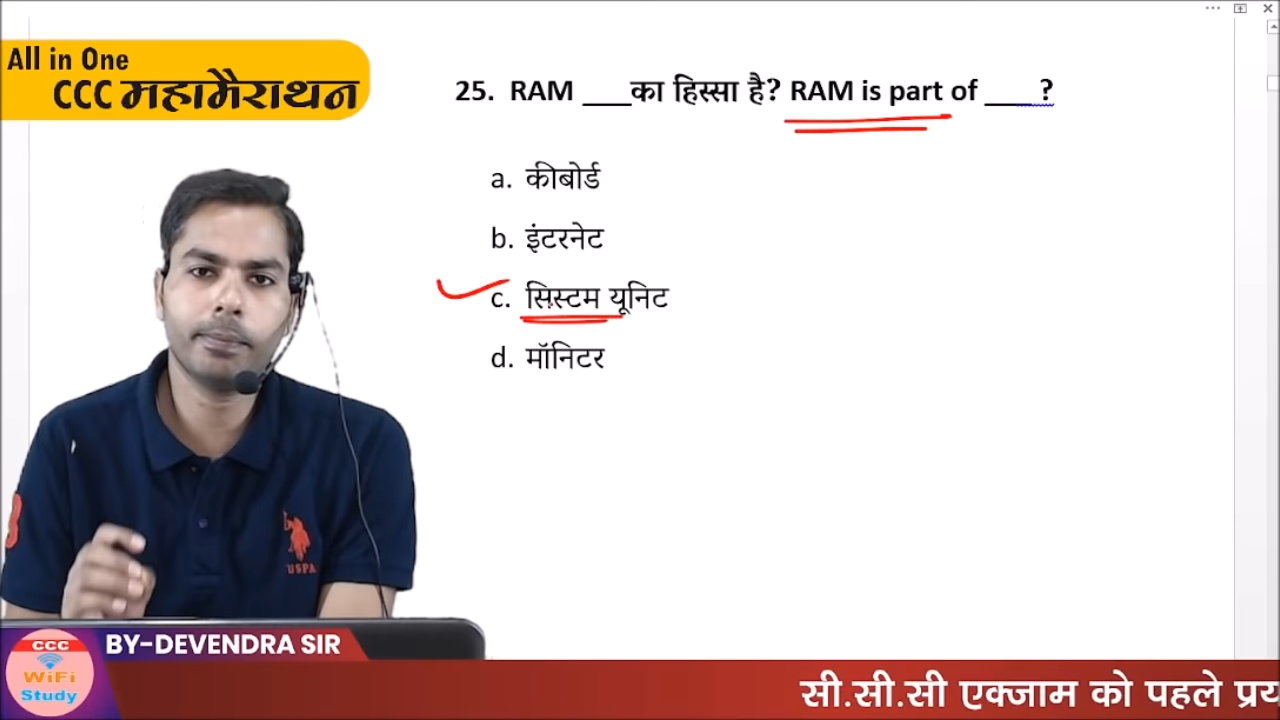 All in One
CCC महामैराथन
25. RAM ___का हिस्सा है? RAM is part of ___ ?
a. कीबोर्ड
b. इंटरनेट
c. सिस्टम यूनिट
d. मॉनिटर
USPA
BY-DEVENDRA SIR
CCC
WiFi
Study
सी.सी.सी एक्जाम को पहले प्रय